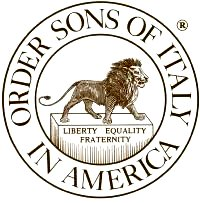 ORDER SONS OF ITALY
®
LIBERTY EQUALITY
FRATERNITY
IN AMERICA